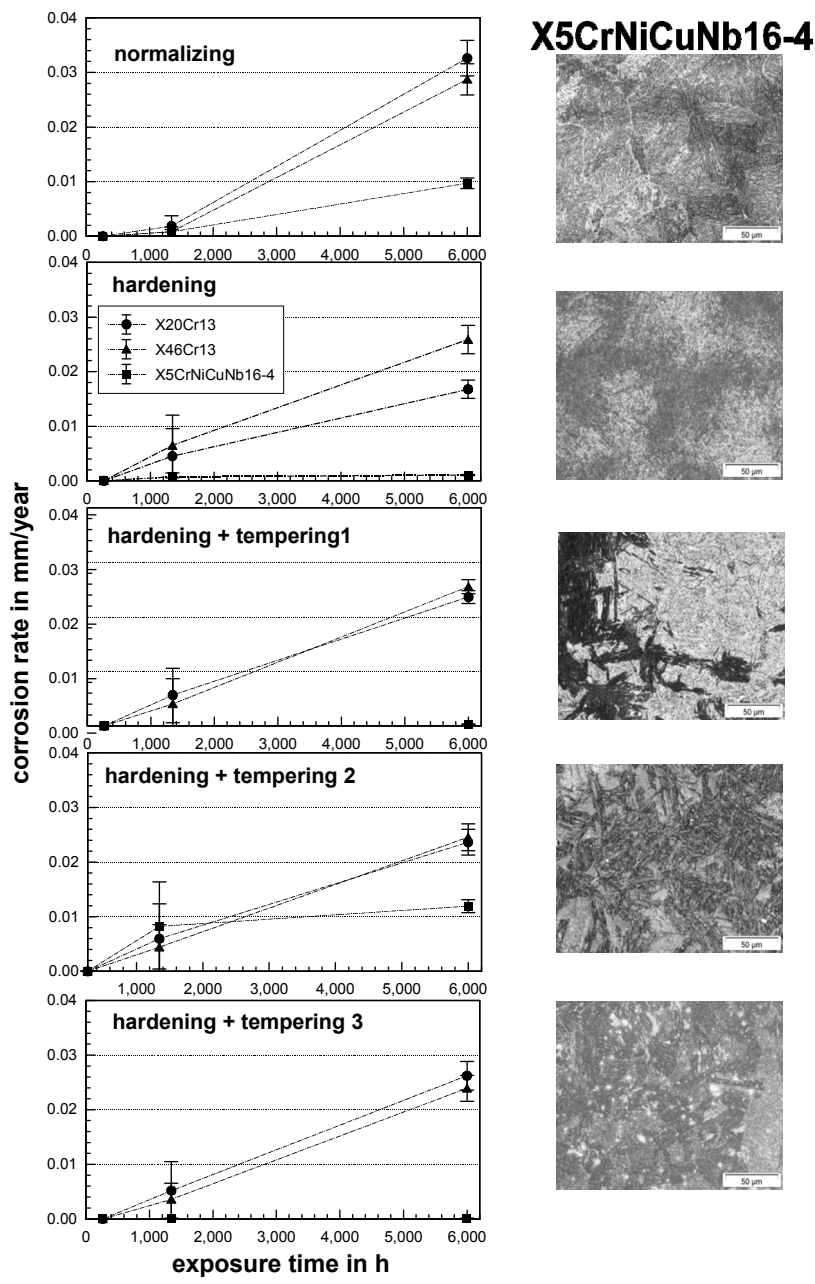 X5CrNiCuNb16-4
corrosion rate in mm/year
0.04
normalizing
0.03
0.02
0.01
0.00
0 1,000 2,000 3,000 4,000 5,000 6,000
50 µm
0.04
hardening
0.03
X20Cr13
X46Cr13
X5CrNiCuNb16-4
0.02
0.01
0.00
0 1,000 2,000 3,000 4,000 5,000 6,000
50 µm
0.04
hardening + tempering1
0.03
0.02
0.01
0.00
0 1,000 2,000 3,000 4,000 5,000 6,000
50 µm
0.04
hardening + tempering 2
0.03
0.02
0.01
0.00
1,000 2,000 3,000 4,000 5,000 6,000
50 µm
0.04
hardening + tempering 3
0.03
0.02
0.01
0.00
0 1,000 2,000 3,000 4,000 5,000 6,000
50 µm
exposure time in h